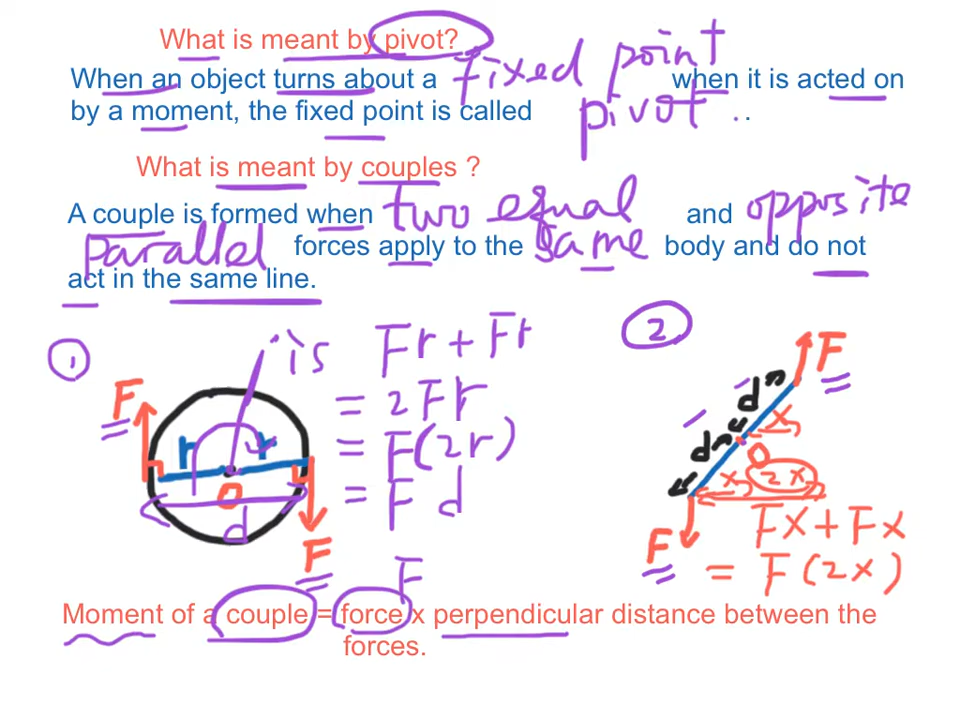 What is meant by pivot?
When an object turns about a fixed point when it is acted on
by a moment, the fixed point is called pivot . .
What is meant by couples ?
A couple is formed when two equal and opposite
parallel forces apply to the same body and do not
act in the same line.
1
is Fr + Fr
= 2Fr
= F(2r)
= F d
F
r r
O
d
F
2
F
d
d
x
O
x 2x
F
Fx + Fx
= F(2x)
F
Moment of a couple = force x perpendicular distance between the
forces.